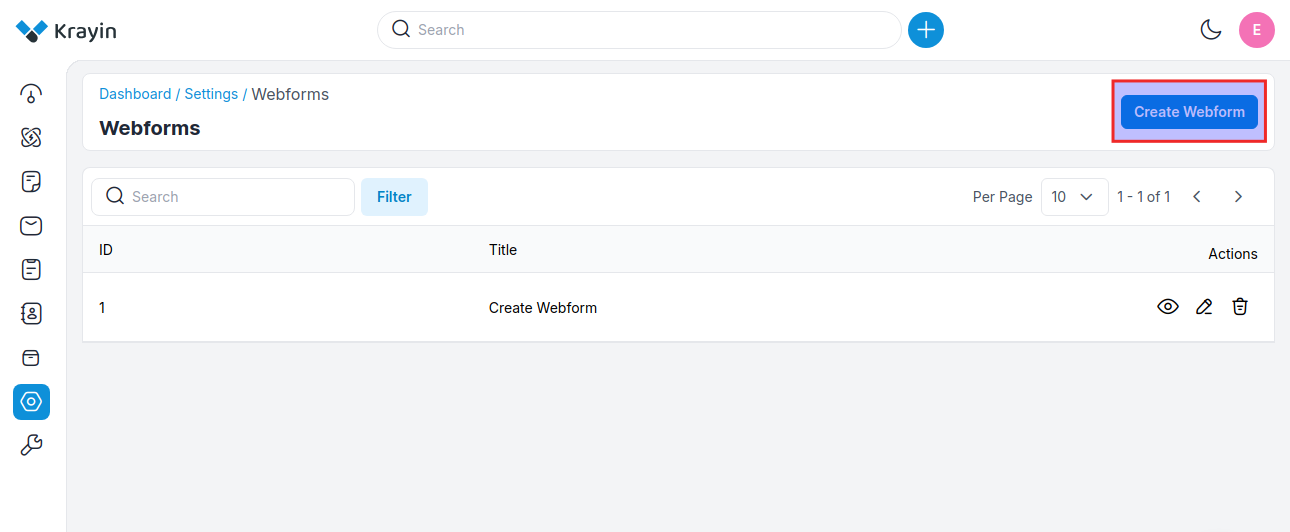 Krayin
Search
E
Dashboard / Settings / Webforms
Webforms
Create Webform
Search
Filter
Per Page
10
1 - 1 of 1
ID
Title
Actions
1
Create Webform